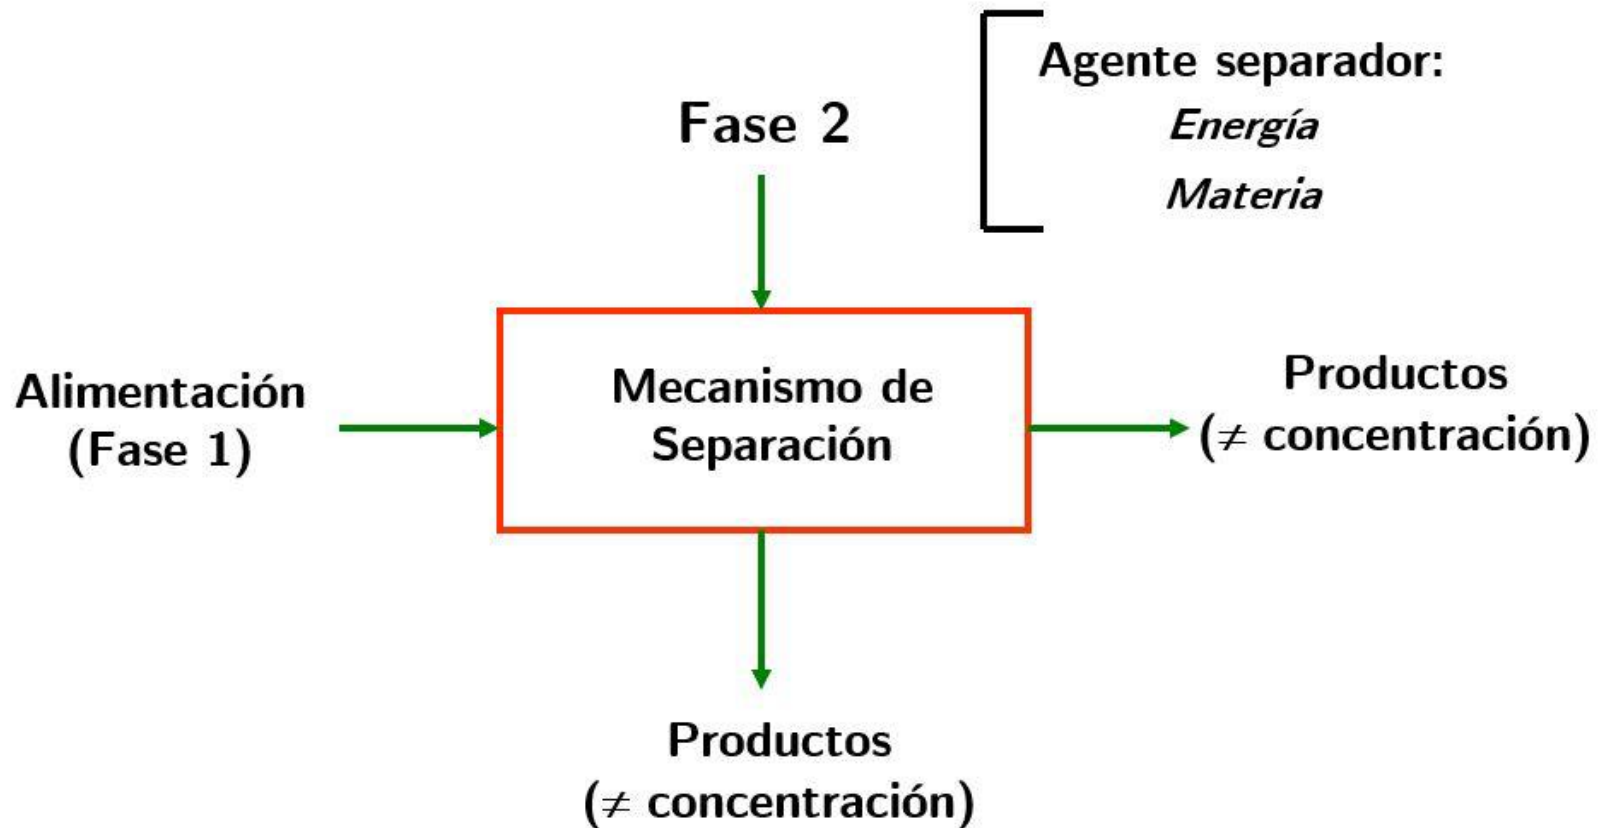 Agente separador:
Energía
Materia
Fase 2
Alimentación
(Fase 1)
Mecanismo de
Separación
Productos
(≠ concentración)
Productos
(≠ concentración)